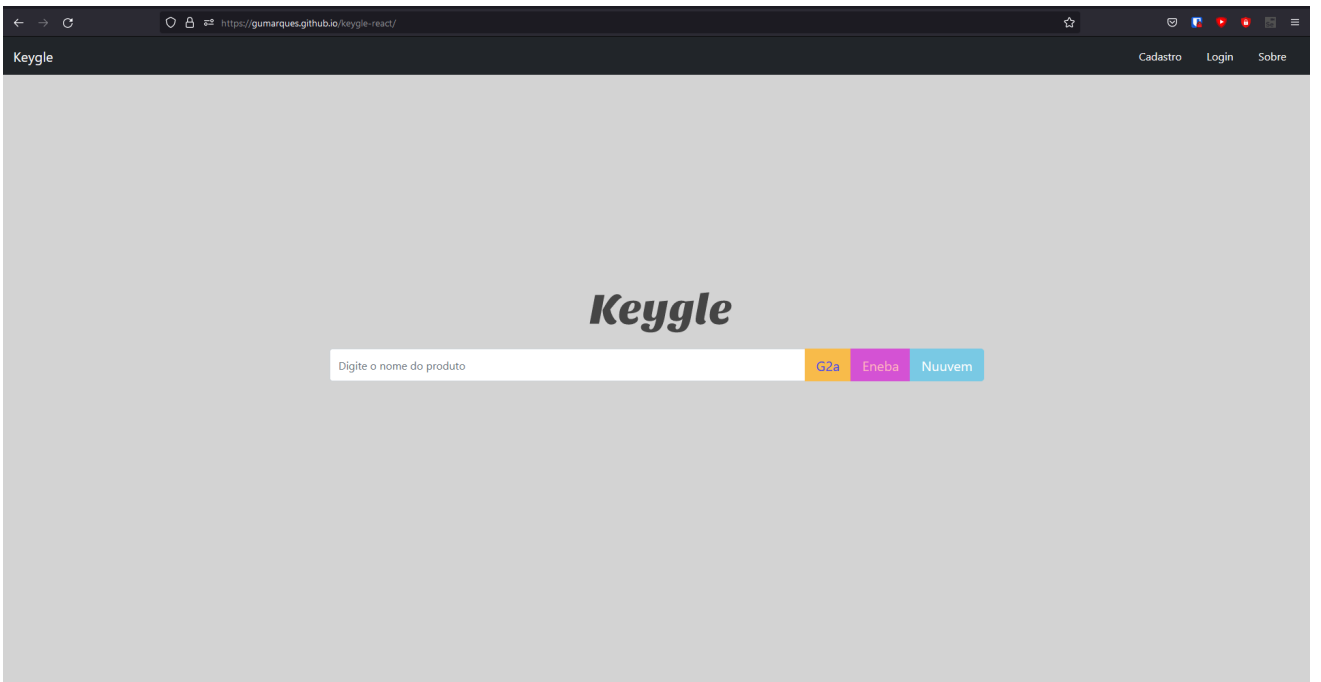 https://gumarques.github.io/keygle-react/
Keygle Cadastro Login Sobre
Keygle
Digite o nome do produto G2a Eneba Nuuvem